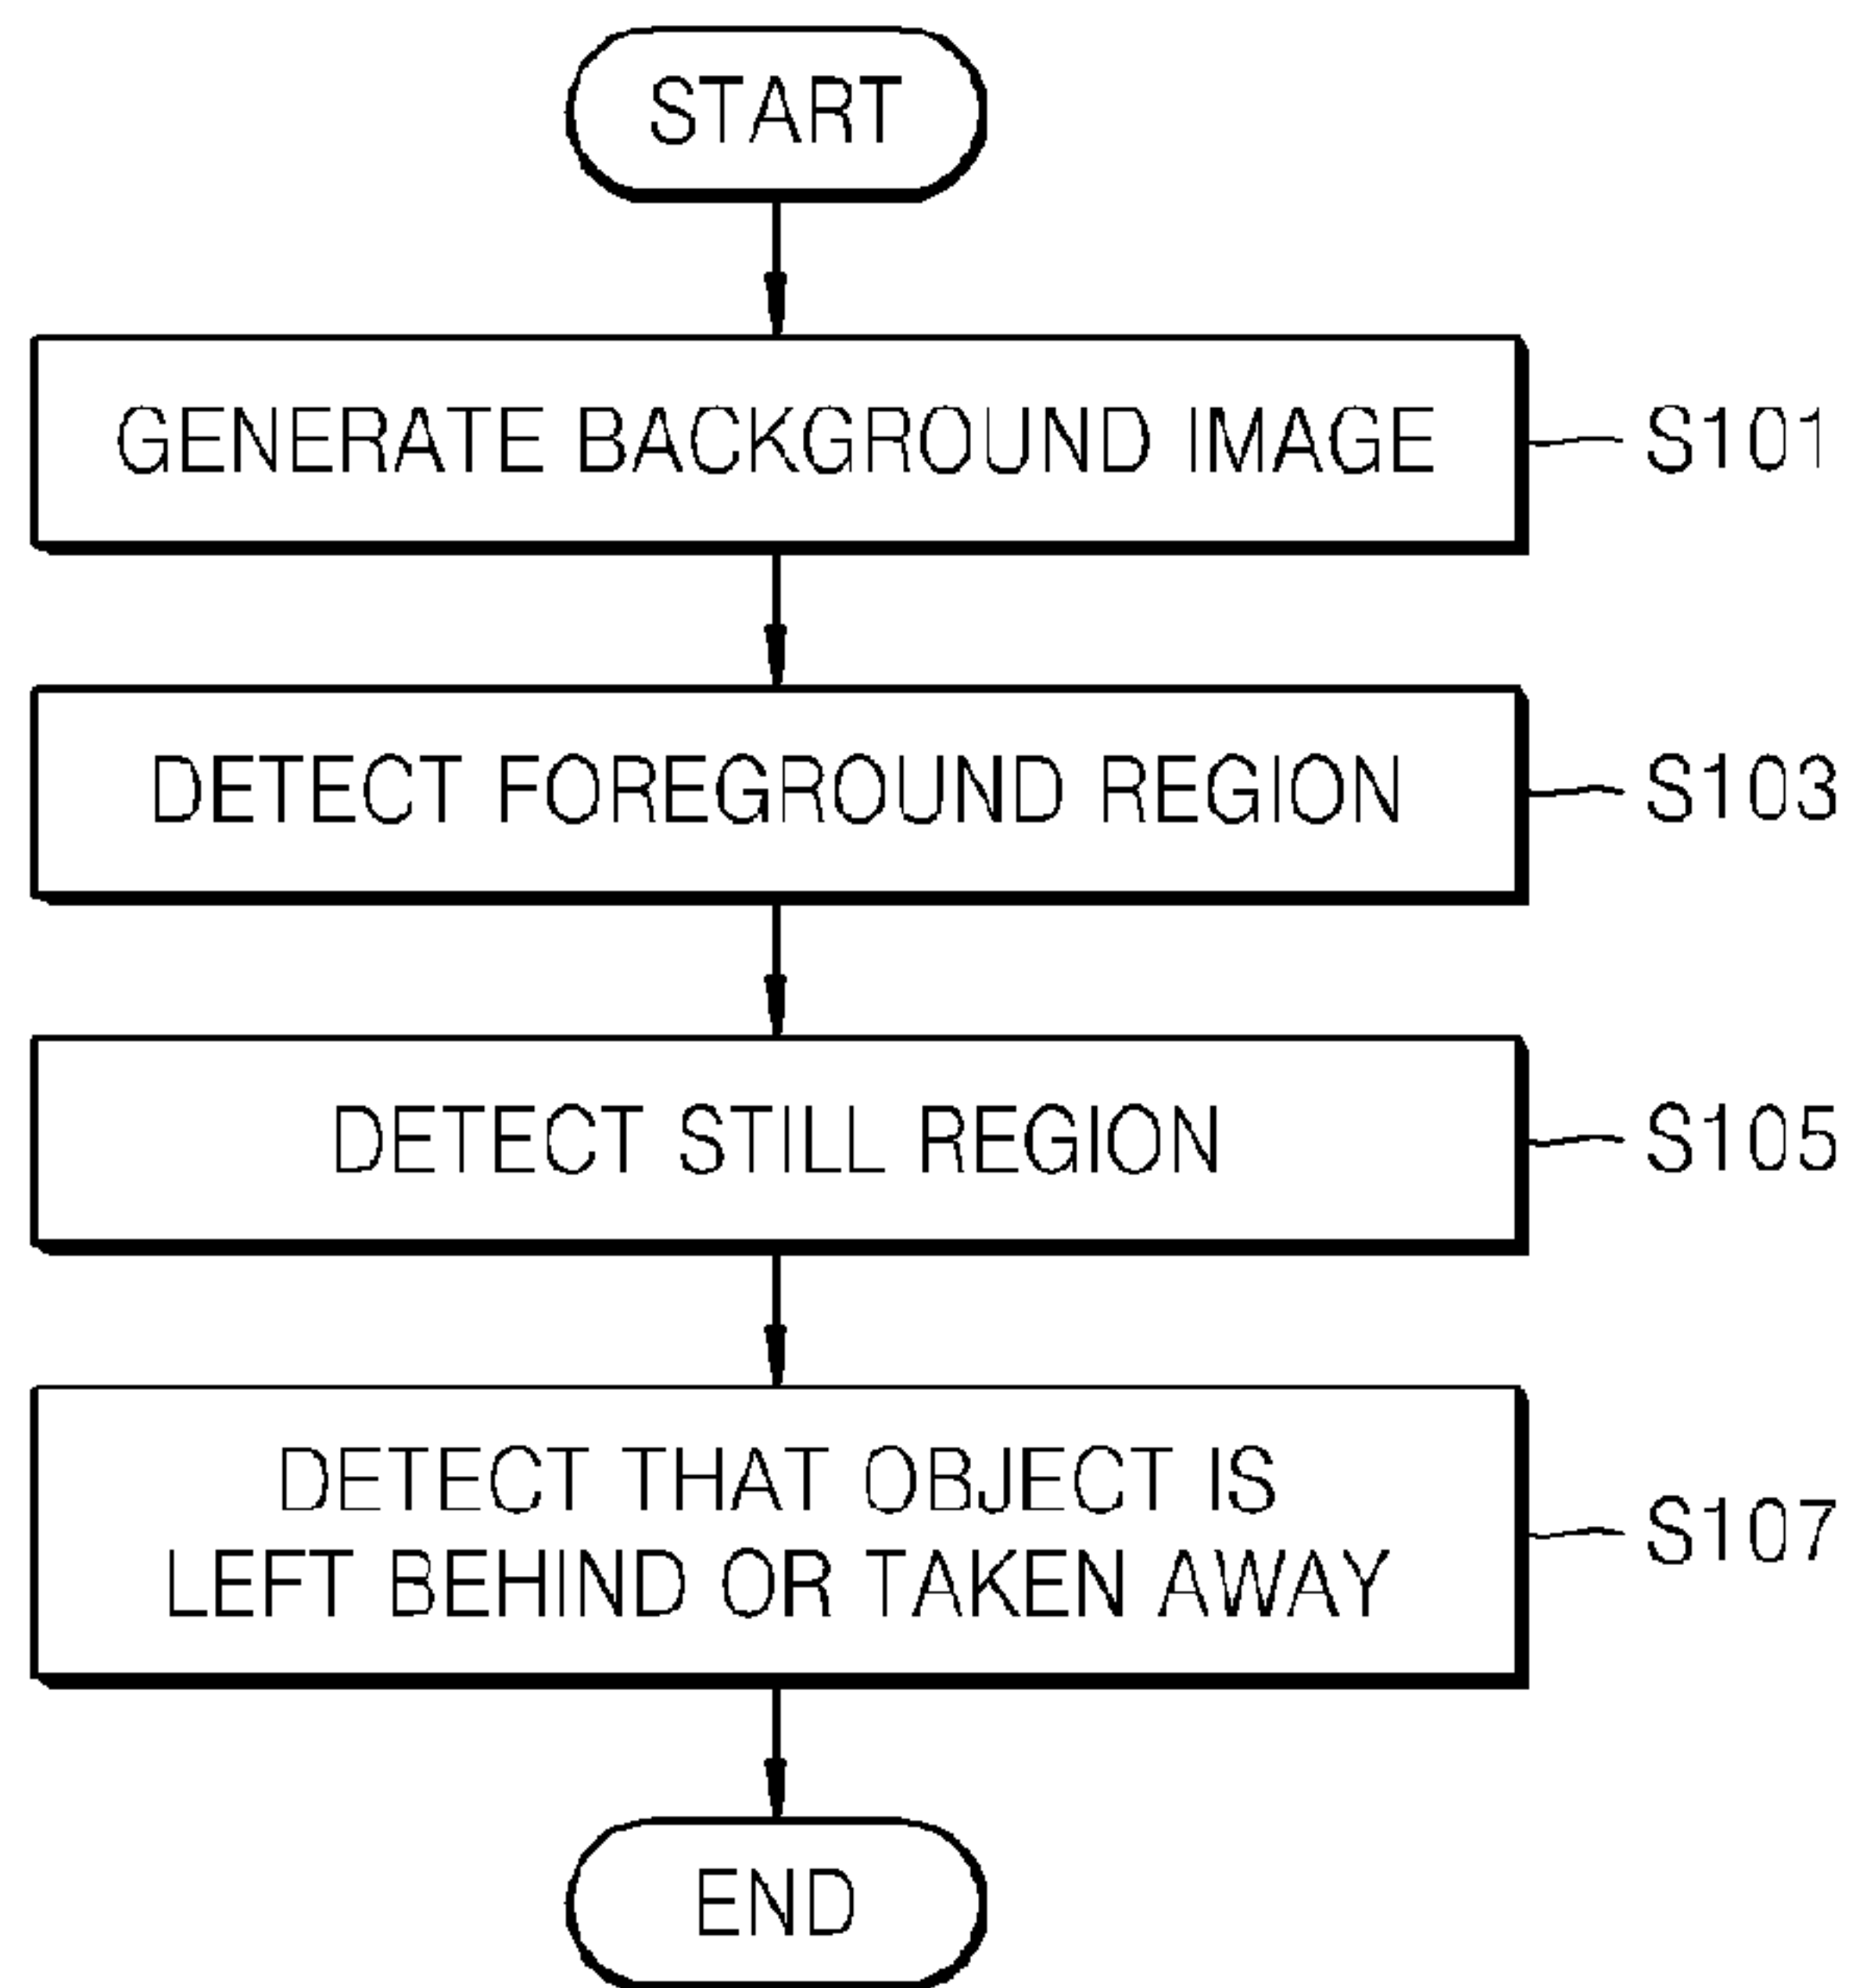 START
GENERATE BACKGROUND IMAGE
S101
DETECT FOREGROUND REGION
S103
DETECT STILL REGION
S105
DETECT THAT OBJECT IS
LEFT BEHIND OR TAKEN AWAY
S107
END